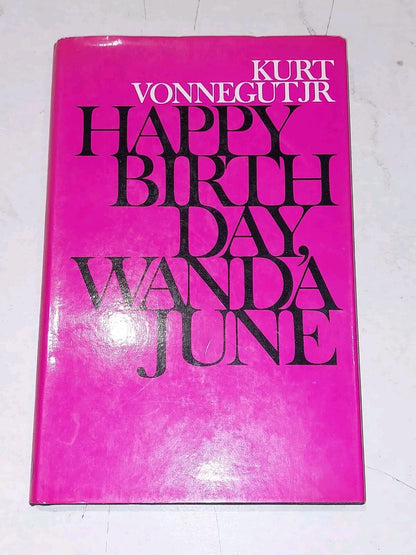 KURT
VONNEGUT JR
HAPPY
BIRTH
DAY,
WANDA
JUNE